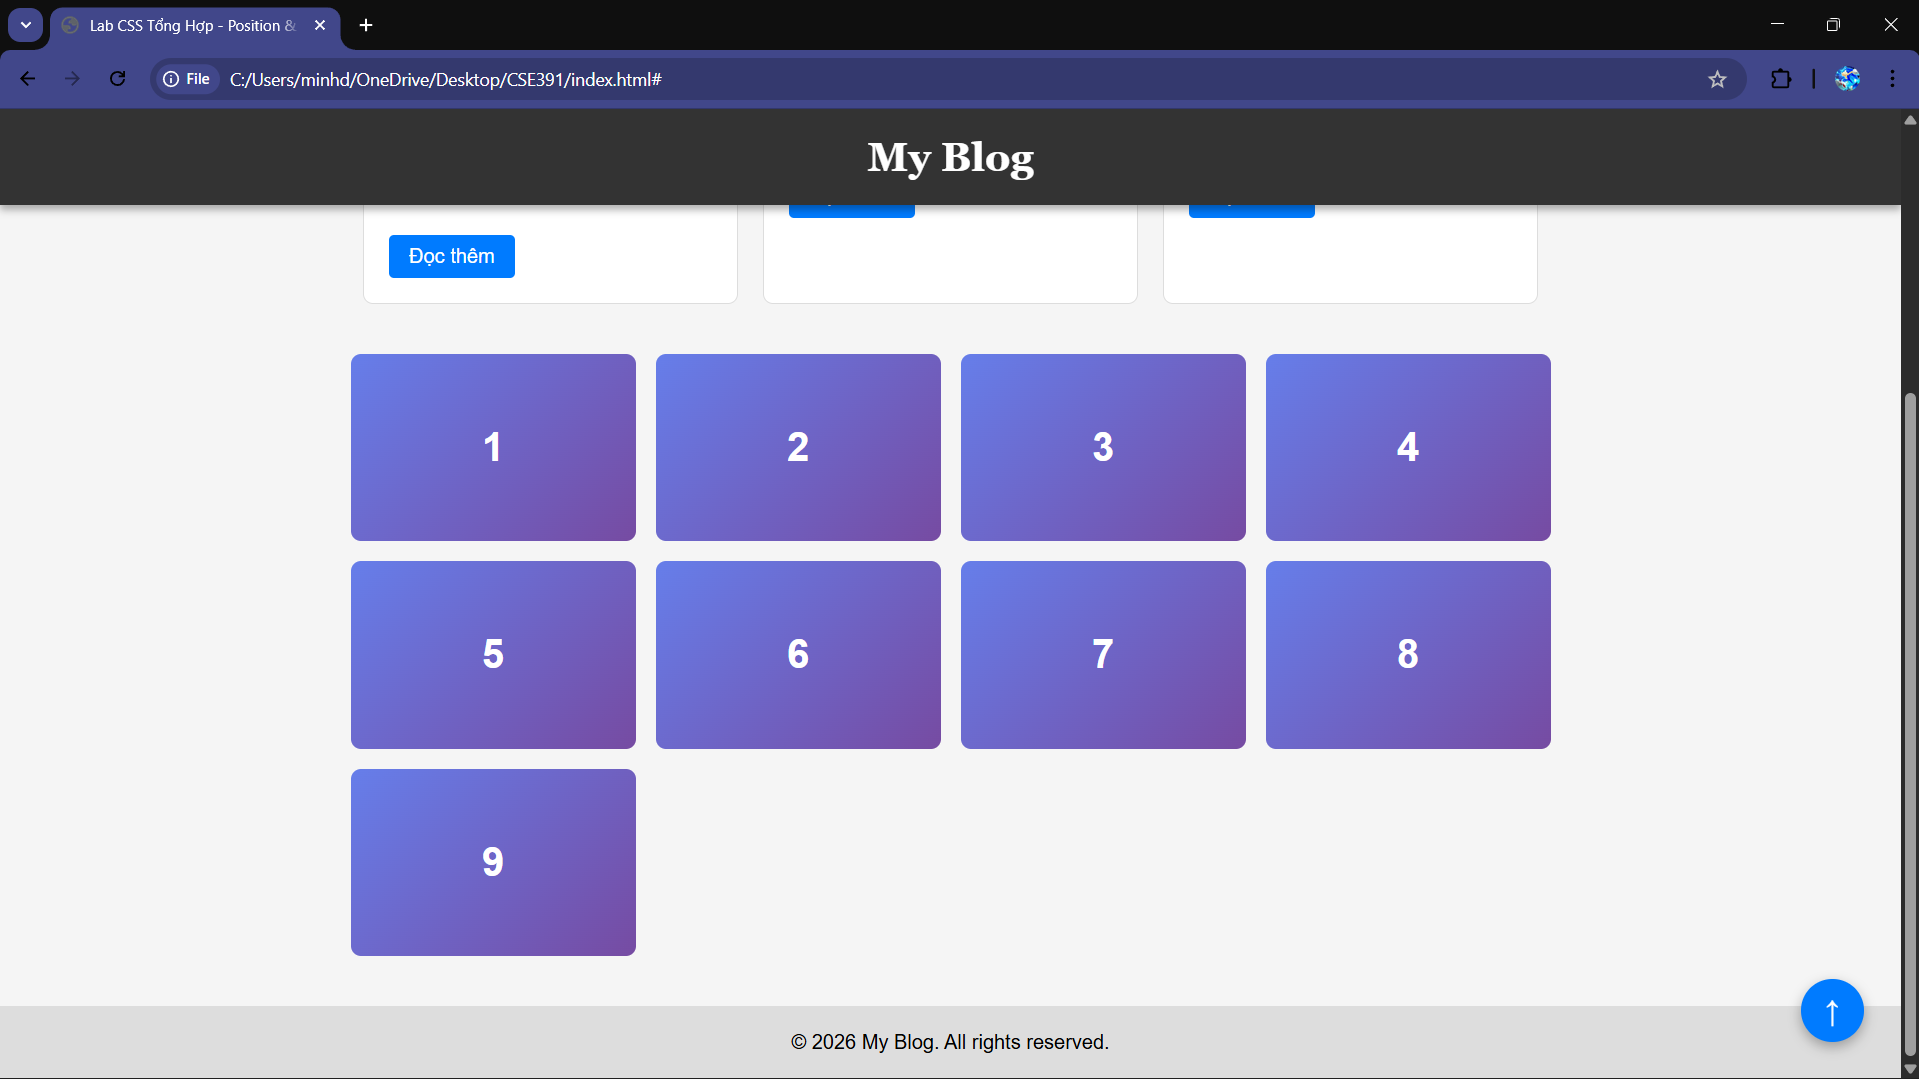 Lab CSS Tổng Hợp - Position &
File
C:/Users/minhd/OneDrive/Desktop/CSE391/index.html#
My Blog
Đọc thêm
1
2
3
4
5
6
7
8
9
↑
© 2026 My Blog. All rights reserved.